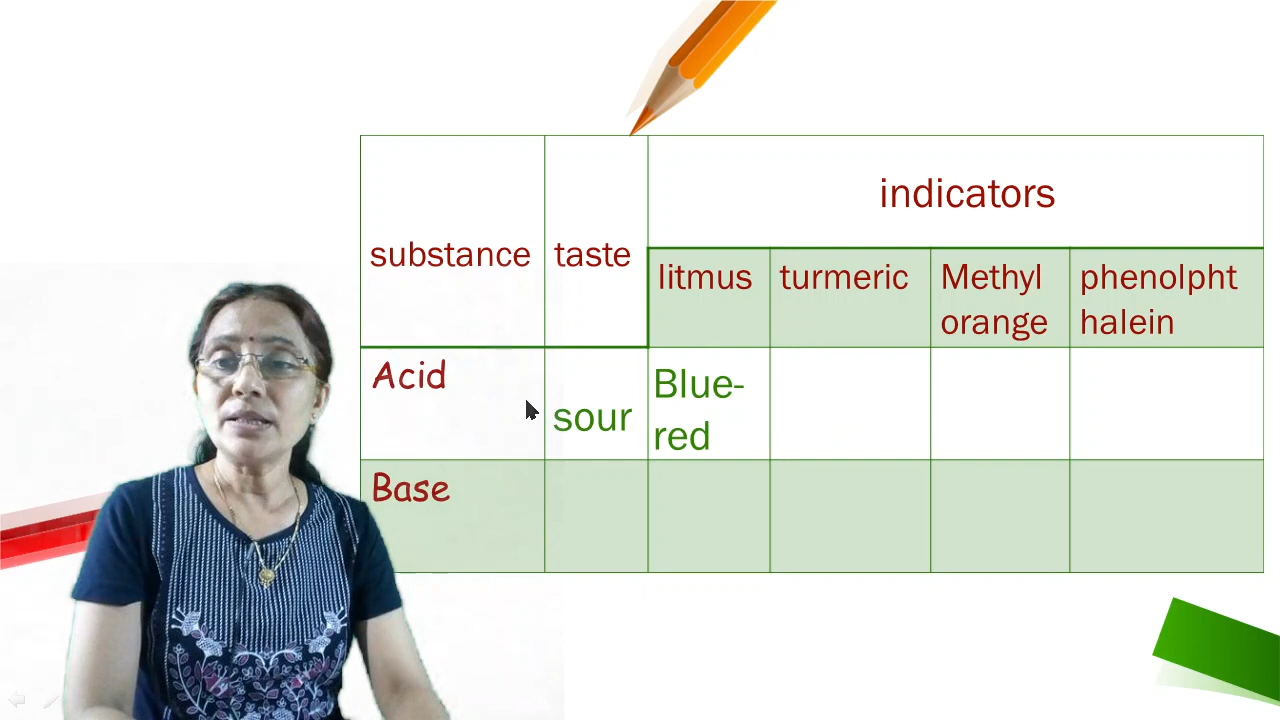 indicators
substance
taste
litmus
turmeric
Methyl
orange
phenolpht
halein
Acid
sour
Blue-
red
Base